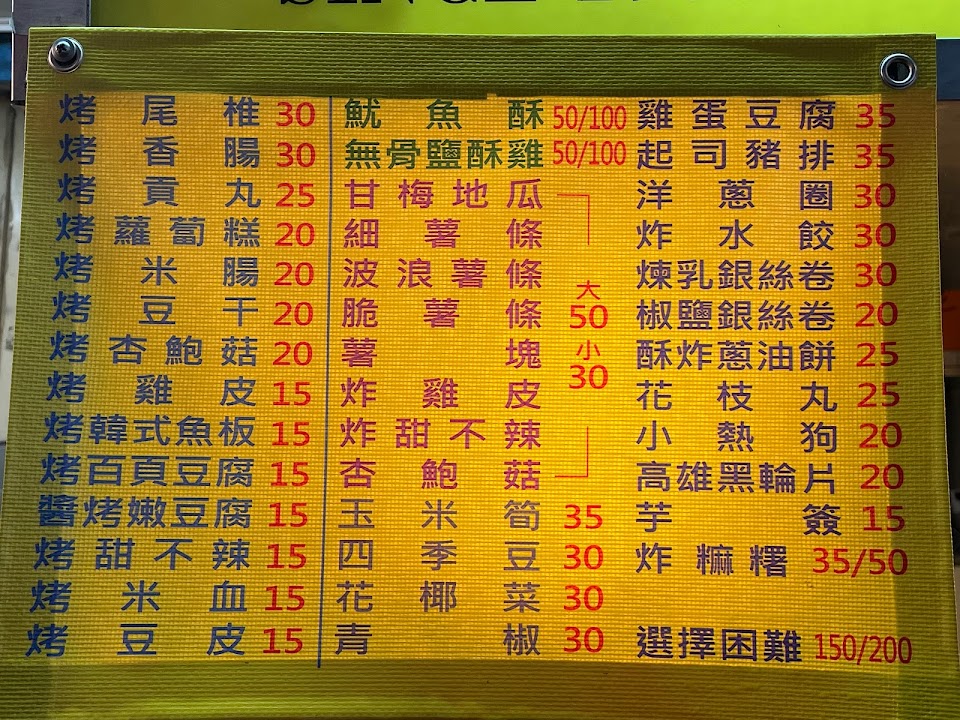 烤尾椎 30
烤香腸 30
烤貢丸 25
烤蘿蔔糕 20
烤米腸 20
烤豆干 20
烤杏鮑菇 20
烤雞皮 15
烤韓式魚板 15
烤百頁豆腐 15
醬烤嫩豆腐 15
烤甜不辣 15
烤米血 15
烤豆皮 15
魷魚酥 50/100
無骨鹽酥雞 50/100
甘梅地瓜
細薯條
波浪薯條
脆薯條
薯塊
炸雞皮
炸甜不辣
杏鮑菇
大
50
小
30
玉米筍 35
四季豆 30
花椰菜 30
青椒 30
雞蛋豆腐 35
起司豬排 35
洋蔥圈 30
炸水餃 30
煉乳銀絲卷 30
椒鹽銀絲卷 20
酥炸蔥油餅 25
花枝丸 25
小熱狗 20
高雄黑輪片 20
芋簽 15
炸糍糬 35/50
選擇困難 150/200